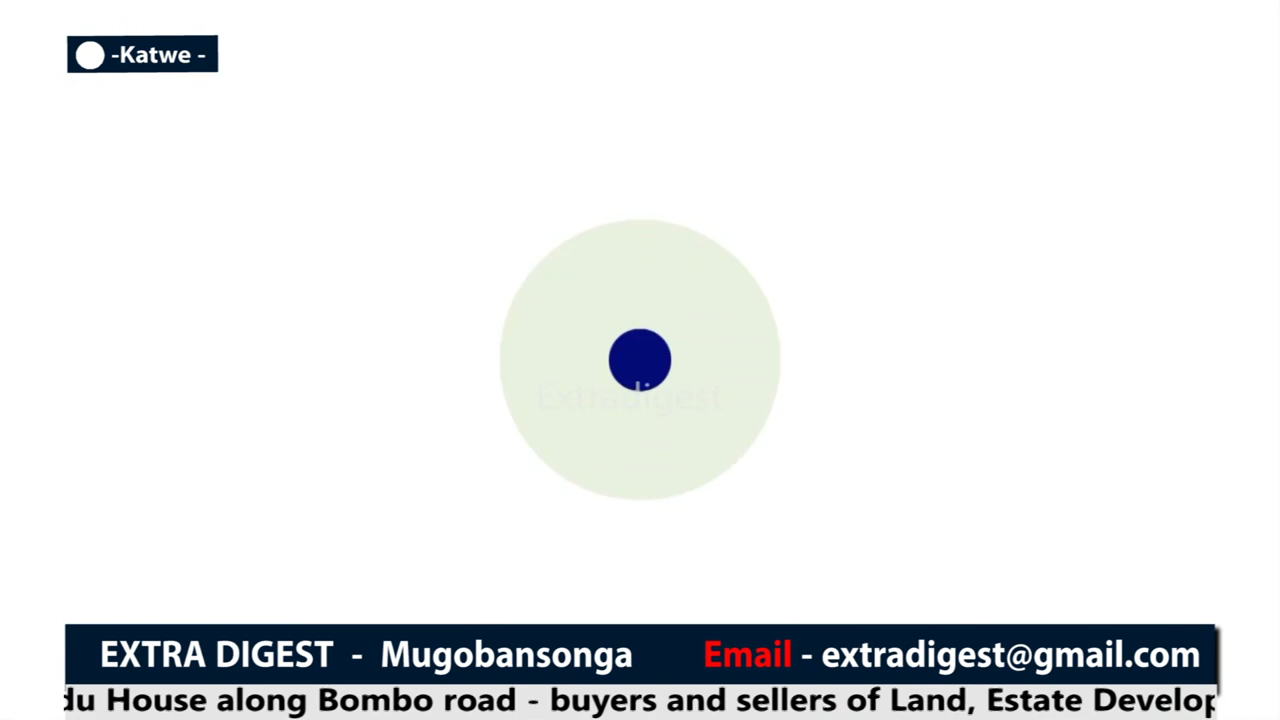 -Katwe -
Extradigest
EXTRA DIGEST - Mugobansonga Email - extradigest@gmail.com
du House along Bombo road - buyers and sellers of Land, Estate Develop